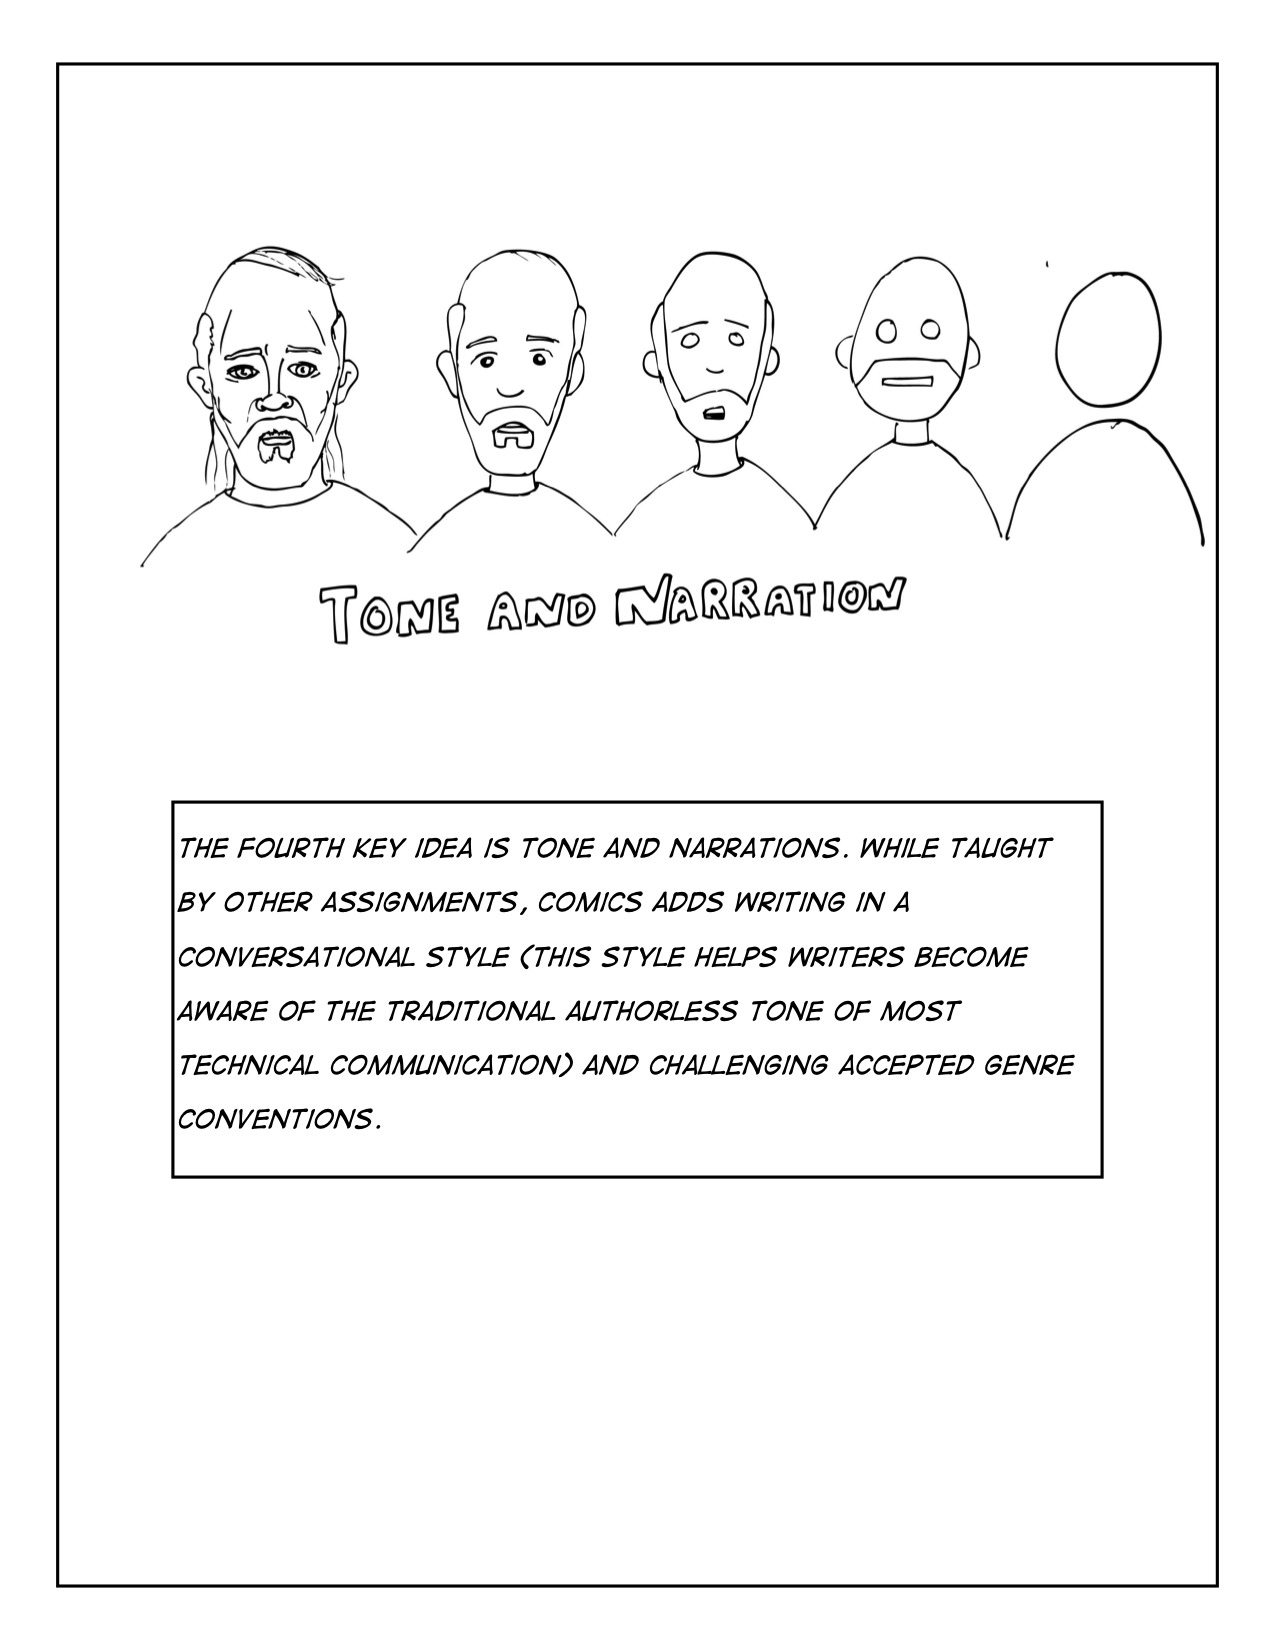 TONE AND NARRATION
THE FOURTH KEY IDEA IS TONE AND NARRATIONS. WHILE TAUGHT
BY OTHER ASSIGNMENTS, COMICS ADDS WRITING IN A
CONVERSATIONAL STYLE (THIS STYLE HELPS WRITERS BECOME
AWARE OF THE TRADITIONAL AUTHORLESS TONE OF MOST
TECHNICAL COMMUNICATION) AND CHALLENGING ACCEPTED GENRE
CONVENTIONS.